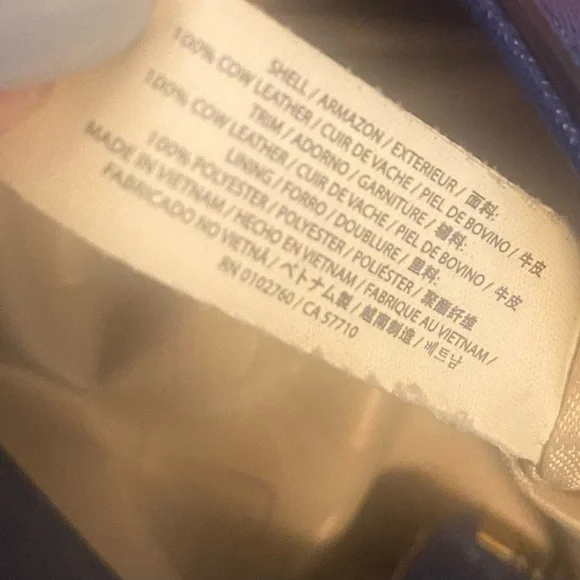 SHELL / ARMAZON / EXTERIEUR / 面料:
100% COW LEATHER / CUIR DE VACHE / PIEL DE BOVINO / 牛皮
TRIM / ADORNO / GARNITURE / 辅料:
100% COW LEATHER / CUIR DE VACHE / PIEL DE BOVINO / 牛皮
LINING / FORRO / DOUBLURE / 里料:
100% POLYESTER / POLYESTER / POLIÉSTER / 聚酯纤维
MADE IN VIETNAM / HECHO EN VIETNAM / FABRIQUE AU VIETNAM /
FABRICADO NO VIETNÃ / ベトナム製 / 越南制造 / 베트남
RN 0102760 / CA 57710